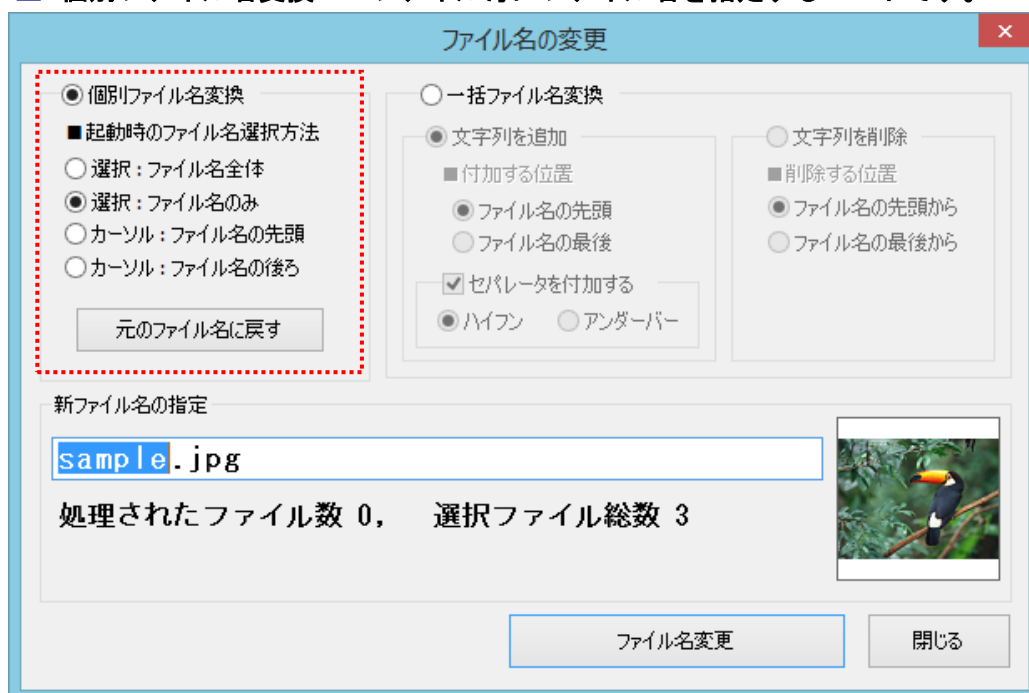 ファイル名の変更
個別ファイル名変換
■起動時のファイル名選択方法
選択：ファイル名全体
選択：ファイル名のみ
カーソル：ファイル名の先頭
カーソル：ファイル名の後ろ
元のファイル名に戻す
一括ファイル名変換
文字列を追加
■付加する位置
ファイル名の先頭
ファイル名の最後
セパレータを付加する
ハイフン アンダーバー
文字列を削除
■削除する位置
ファイル名の先頭から
ファイル名の最後から
新ファイル名の指定
sample.jpg
処理されたファイル数 0, 選択ファイル総数 3
ファイル名変更
閉じる